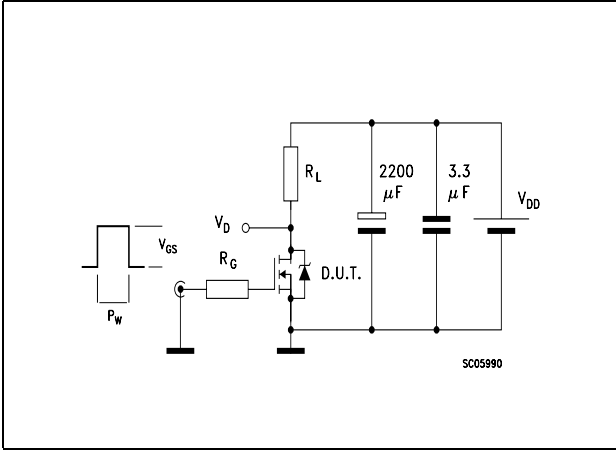 R_L
2200
μF
3.3
μF
V_DD
V_D
V_GS
R_G
D.U.T.
P_W
SC05990